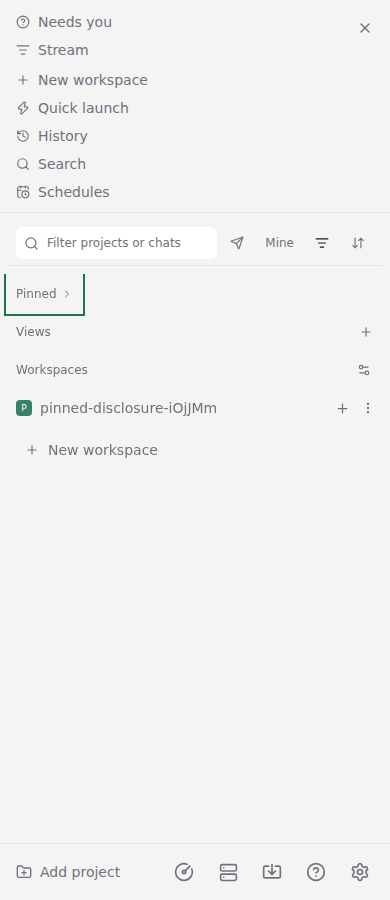 Needs you
Stream
New workspace
Quick launch
History
Search
Schedules
Filter projects or chats
Mine
Pinned
Views
Workspaces
P pinned-disclosure-iOjJMm
New workspace
Add project